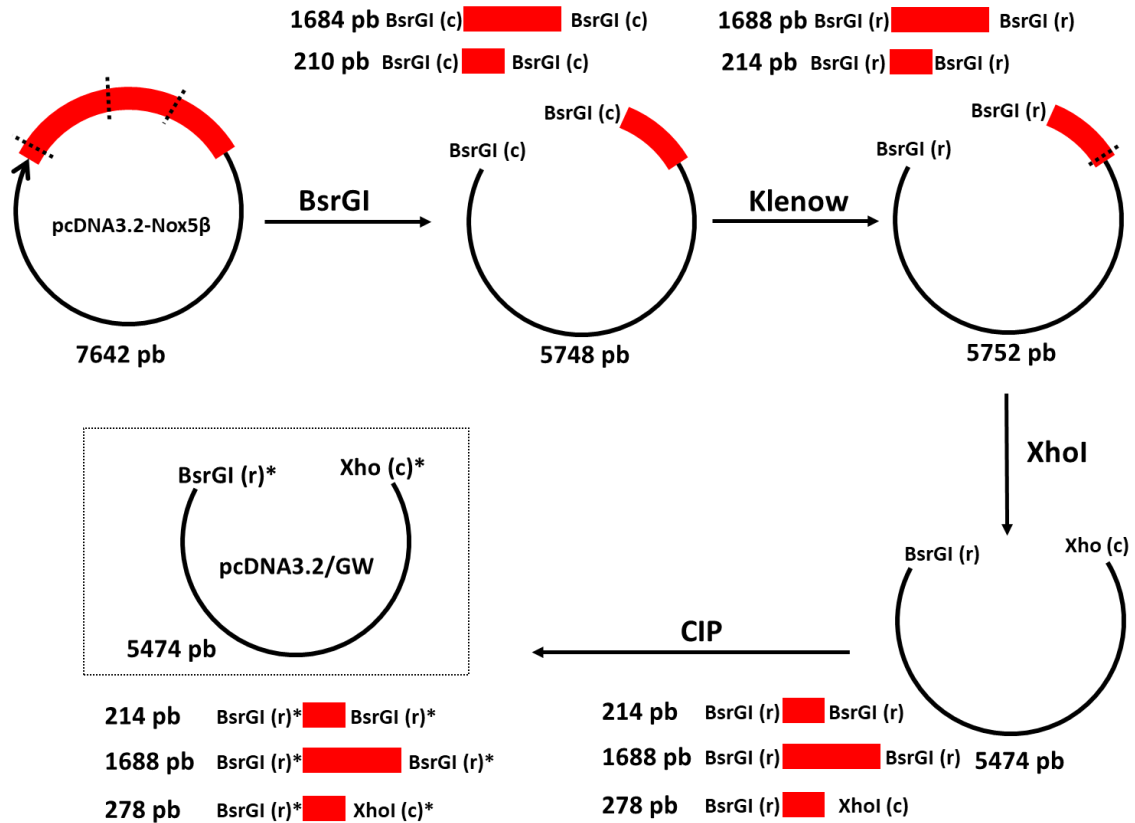 1684 pb BsrGI (c) BsrGI (c)
210 pb BsrGI (c) BsrGI (c)
1688 pb BsrGI (r) BsrGI (r)
214 pb BsrGI (r) BsrGI (r)
pcDNA3.2-Nox5β
7642 pb
BsrGI
BsrGI (c)
BsrGI (c)
5748 pb
Klenow
BsrGI (r)
BsrGI (r)
5752 pb
XhoI
BsrGI (r)* Xho (c)*
pcDNA3.2/GW
5474 pb
CIP
BsrGI (r) Xho (c)
5474 pb
214 pb BsrGI (r)* BsrGI (r)*
1688 pb BsrGI (r)* BsrGI (r)*
278 pb BsrGI (r)* XhoI (c)*
214 pb BsrGI (r) BsrGI (r)
1688 pb BsrGI (r) BsrGI (r)
278 pb BsrGI (r) XhoI (c)